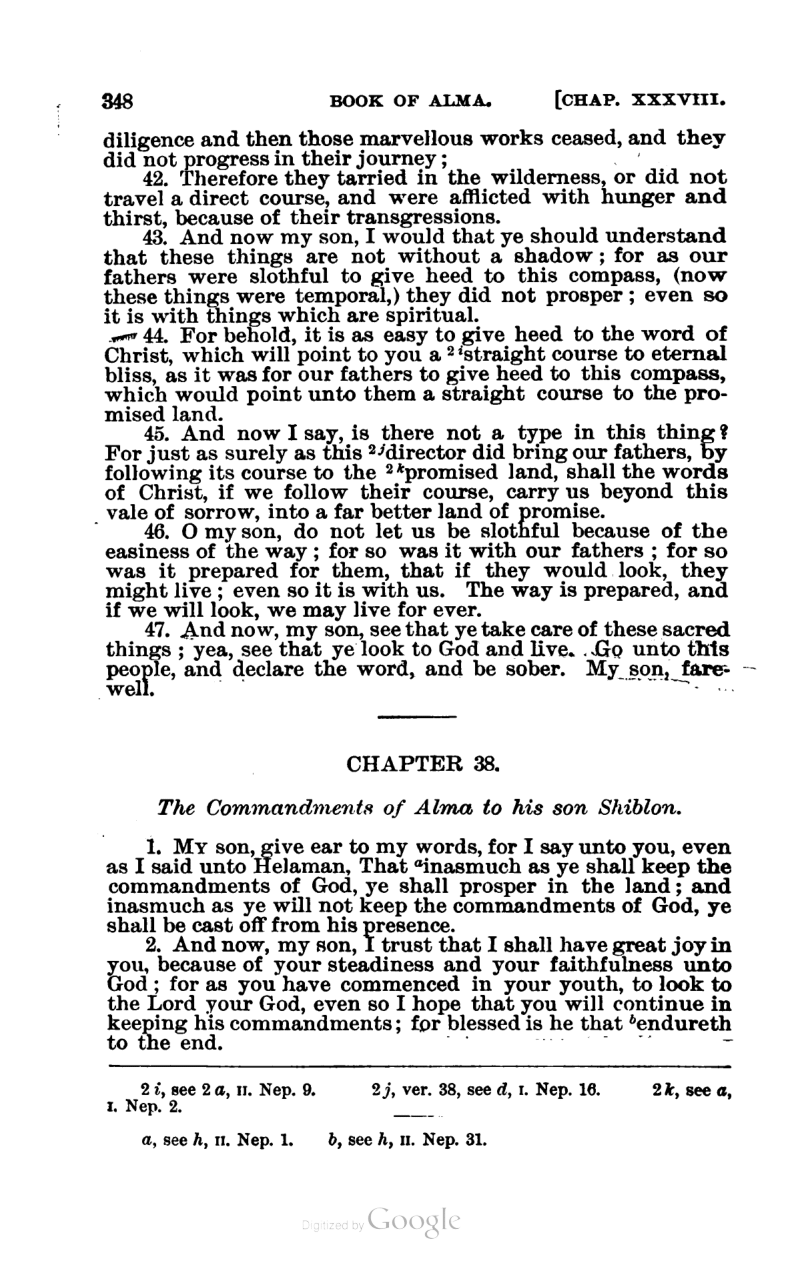 348 BOOK OF ALMA. [CHAP. XXXVIII.
diligence and then those marvellous works ceased, and they
did not progress in their journey;
42. Therefore they tarried in the wilderness, or did not
travel a direct course, and were afflicted with hunger and
thirst, because of their transgressions.
43. And now my son, I would that ye should understand
that these things are not without a shadow; for as our
fathers were slothful to give heed to this compass, (now
these things were temporal,) they did not prosper; even so
it is with things which are spiritual.
44. For behold, it is as easy to give heed to the word of
Christ, which will point to you a 2istraight course to eternal
bliss, as it was for our fathers to give heed to this compass,
which would point unto them a straight course to the pro-
mised land.
45. And now I say, is there not a type in this thing?
For just as surely as this 2jdirector did bring our fathers, by
following its course to the 2kpromised land, shall the words
of Christ, if we follow their course, carry us beyond this
vale of sorrow, into a far better land of promise.
46. O my son, do not let us be slothful because of the
easiness of the way; for so was it with our fathers; for so
was it prepared for them, that if they would look, they
might live; even so it is with us. The way is prepared, and
if we will look, we may live for ever.
47. And now, my son, see that ye take care of these sacred
things; yea, see that ye look to God and live. Go unto this
people, and declare the word, and be sober. My son, fare-
well.
CHAPTER 38.
The Commandments of Alma to his son Shiblon.
1. MY son, give ear to my words, for I say unto you, even
as I said unto Helaman, That ainasmuch as ye shall keep the
commandments of God, ye shall prosper in the land; and
inasmuch as ye will not keep the commandments of God, ye
shall be cast off from his presence.
2. And now, my son, I trust that I shall have great joy in
you, because of your steadiness and your faithfulness unto
God; for as you have commenced in your youth, to look to
the Lord your God, even so I hope that you will continue in
keeping his commandments; for blessed is he that bendureth
to the end.
2 i, see 2 a, II. Nep. 9. 2 j, ver. 38, see d, I. Nep. 16. 2 k, see a,
I. Nep. 2.
a, see h, II. Nep. 1. b, see h, II. Nep. 31.
Digitized by Google